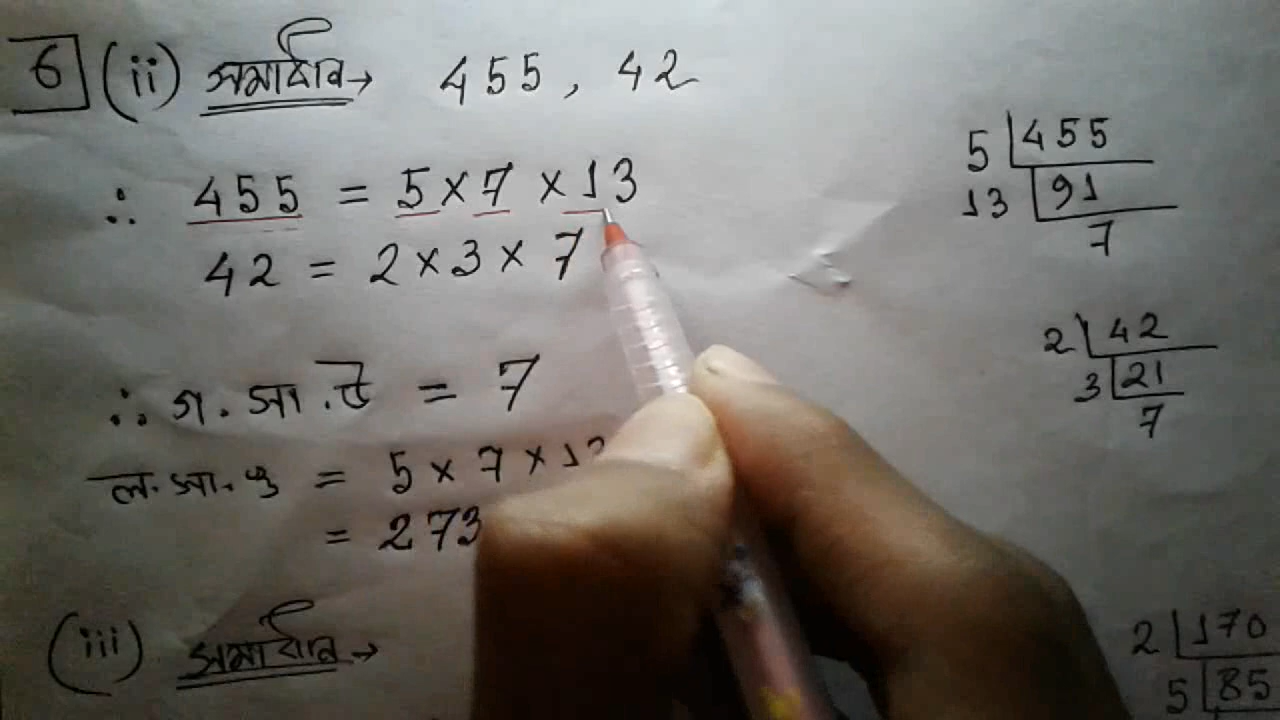 6 (ii) সমাধান→ 455, 42
∴ 455 = 5×7×13
42 = 2×3×7
∴ গ.সা.উ = 7
ল.সা.গু = 5×7×13
= 273
(iii) সমাধান→
5 455
13 91
7
2 42
3 21
7
2 170
5 85